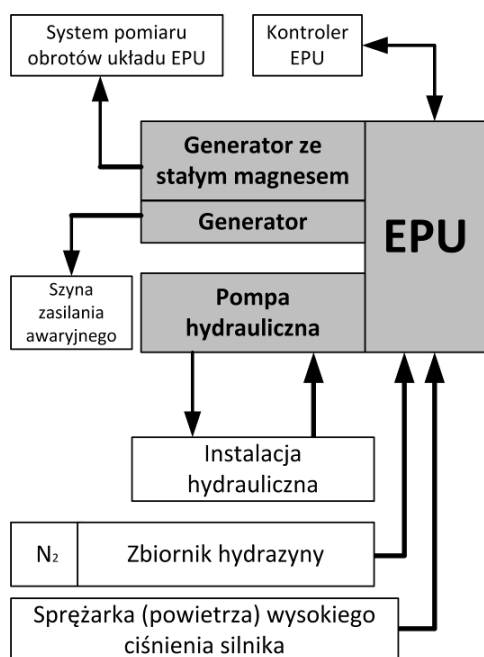 System pomiaru
obrotów układu EPU
Kontroler
EPU
Generator ze
stałym magnesem
Generator
EPU
Szyna
zasilania
awaryjnego
Pompa
hydrauliczna
Instalacja
hydrauliczna
N₂
Zbiornik hydrazyny
Sprężarka (powietrza) wysokiego
ciśnienia silnika